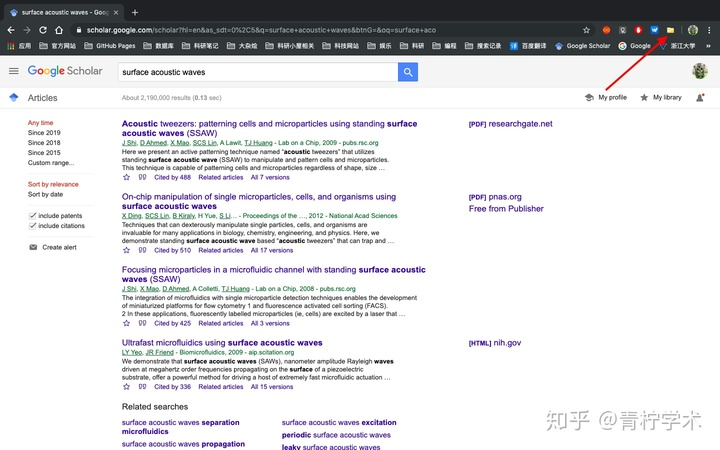 surface acoustic waves - Goo
scholar.google.com/scholar?hl=en&as_sdt=0%2C5&q=surface+acoustic+waves&btnG=&oq=surface+aco
应用 官方网站 GitHub Pages 数据库 科研笔记 大杂烩 科研小屋相关 科技网站 娱乐 科研 编程 搜索记录 译 百度翻译 Google Scholar Google 浙江大学 »
Google Scholar
surface acoustic waves
Articles
About 2,190,000 results (0.13 sec)
My profile
My library
Any time
Since 2019
Since 2018
Since 2015
Custom range...
Sort by relevance
Sort by date
include patents
include citations
Create alert
Acoustic tweezers: patterning cells and microparticles using standing surface
acoustic waves (SSAW)
J Shi, D Ahmed, X Mao, SCS Lin, A Lawit, TJ Huang - Lab on a Chip, 2009 - pubs.rsc.org
Here we present an active patterning technique named "acoustic tweezers" that utilizes
standing surface acoustic wave (SSAW) to manipulate and pattern cells and microparticles.
This technique is capable of patterning cells and microparticles regardless of shape, size …
Cited by 488 Related articles All 7 versions
[PDF] researchgate.net
On-chip manipulation of single microparticles, cells, and organisms using
surface acoustic waves
X Ding, SCS Lin, B Kiraly, H Yue, S Li… - Proceedings of the …, 2012 - National Acad Sciences
Techniques that can dexterously manipulate single particles, cells, and organisms are
invaluable for many applications in biology, chemistry, engineering, and physics. Here, we
demonstrate standing surface acoustic wave based "acoustic tweezers" that can trap and …
Cited by 510 Related articles All 17 versions
[PDF] pnas.org
Free from Publisher
Focusing microparticles in a microfluidic channel with standing surface acoustic
waves (SSAW)
J Shi, X Mao, D Ahmed, A Colletti, TJ Huang - Lab on a Chip, 2008 - pubs.rsc.org
The integration of microfluidics with single microparticle detection techniques enables the development
of miniaturized platforms for flow cytometry 1 and fluorescence activated cell sorting (FACS).
2 In these applications, fluorescently labelled microparticles (ie, cells) are excited by a laser that …
Cited by 425 Related articles All 3 versions
Ultrafast microfluidics using surface acoustic waves
LY Yeo, JR Friend - Biomicrofluidics, 2009 - aip.scitation.org
We demonstrate that surface acoustic waves (SAWs), nanometer amplitude Rayleigh waves
driven at megahertz order frequencies propagating on the surface of a piezoelectric
substrate, offer a powerful method for driving a host of extremely fast microfluidic actuation …
Cited by 336 Related articles All 15 versions
[HTML] nih.gov
Related searches
surface acoustic waves separation
microfluidics
surface acoustic waves propagation
surface acoustic waves excitation
periodic surface acoustic waves
leaky surface acoustic waves
知乎 @青柠学术